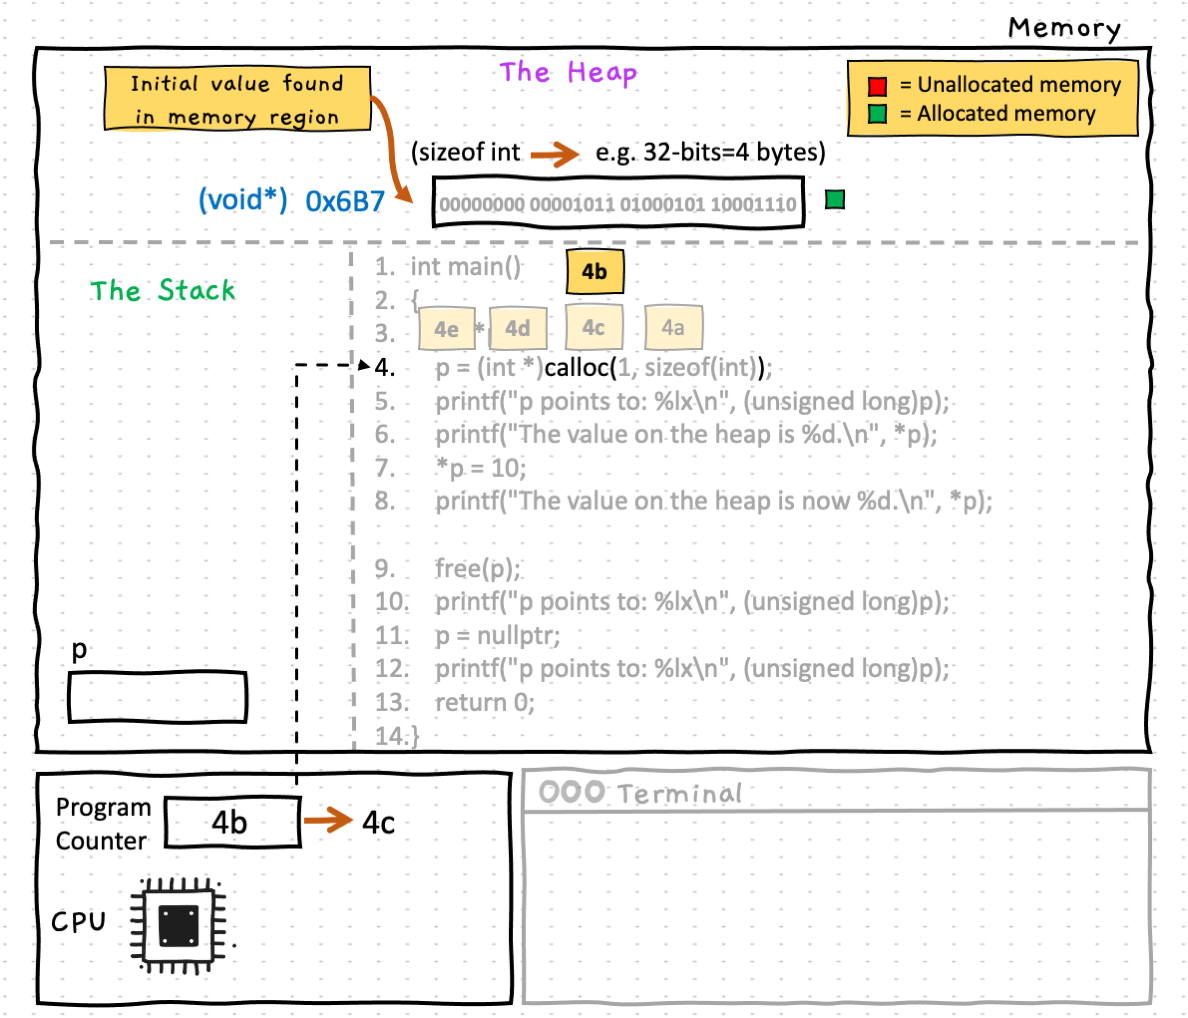 Memory
The Heap
Initial value found
in memory region
= Unallocated memory
= Allocated memory
(sizeof int e.g. 32-bits=4 bytes)
(void*) 0x6B7
00000000 00001011 01000101 10001110
The Stack
1. int main()
4b
2. {
3.
4e * 4d 4c 4a
4. p = (int *)calloc(1, sizeof(int));
5. printf("p points to: %lx\n", (unsigned long)p);
6. printf("The value on the heap is %d.\n", *p);
7. *p = 10;
8. printf("The value on the heap is now %d.\n", *p);
9. free(p);
10. printf("p points to: %lx\n", (unsigned long)p);
11. p = nullptr;
12. printf("p points to: %lx\n", (unsigned long)p);
13. return 0;
14.}
p
Program
Counter
4b 4c
CPU
Terminal